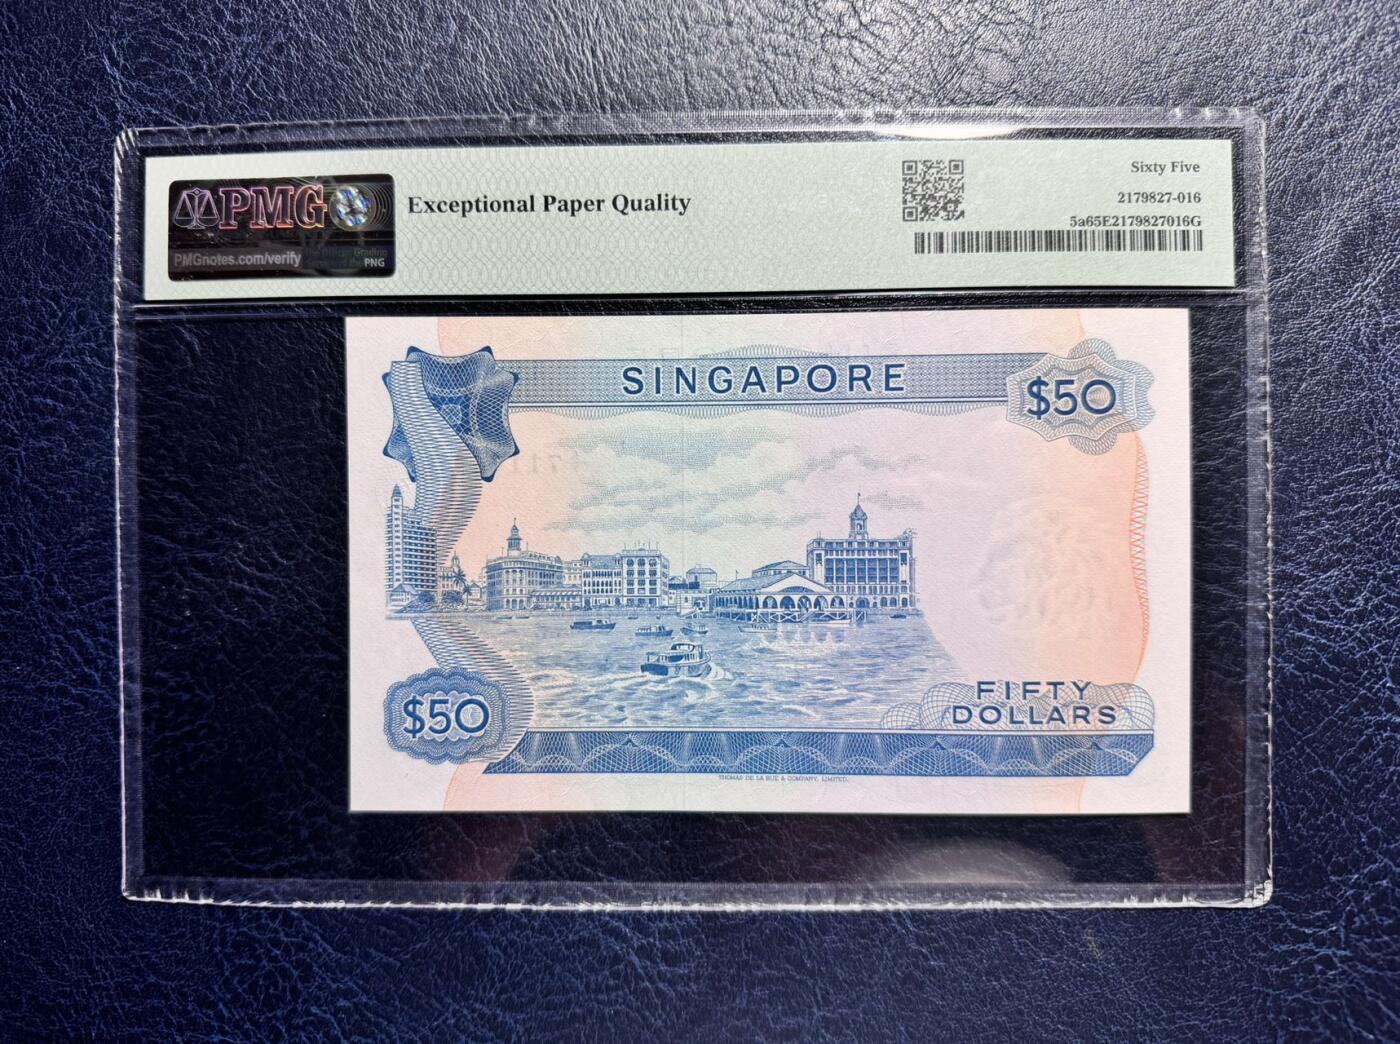 PMG
PMGnotes.com/verify
PNG
Exceptional Paper Quality
Sixty Five
2179827-016
5a65E2179827016G
SINGAPORE
$50
$50
FIFTY
DOLLARS
THOMAS DE LA RUE & COMPANY, LIMITED.